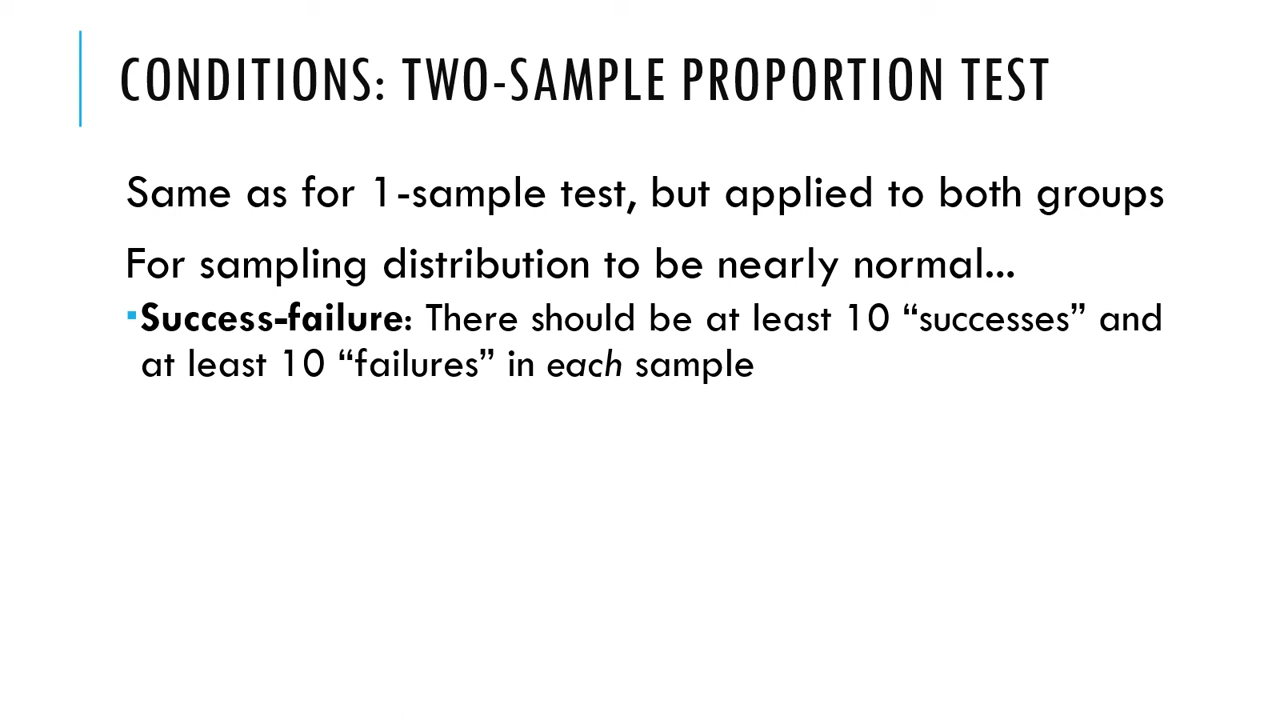 CONDITIONS: TWO-SAMPLE PROPORTION TEST
Same as for 1-sample test, but applied to both groups
For sampling distribution to be nearly normal...
▪Success-failure: There should be at least 10 “successes” and
at least 10 “failures” in each sample